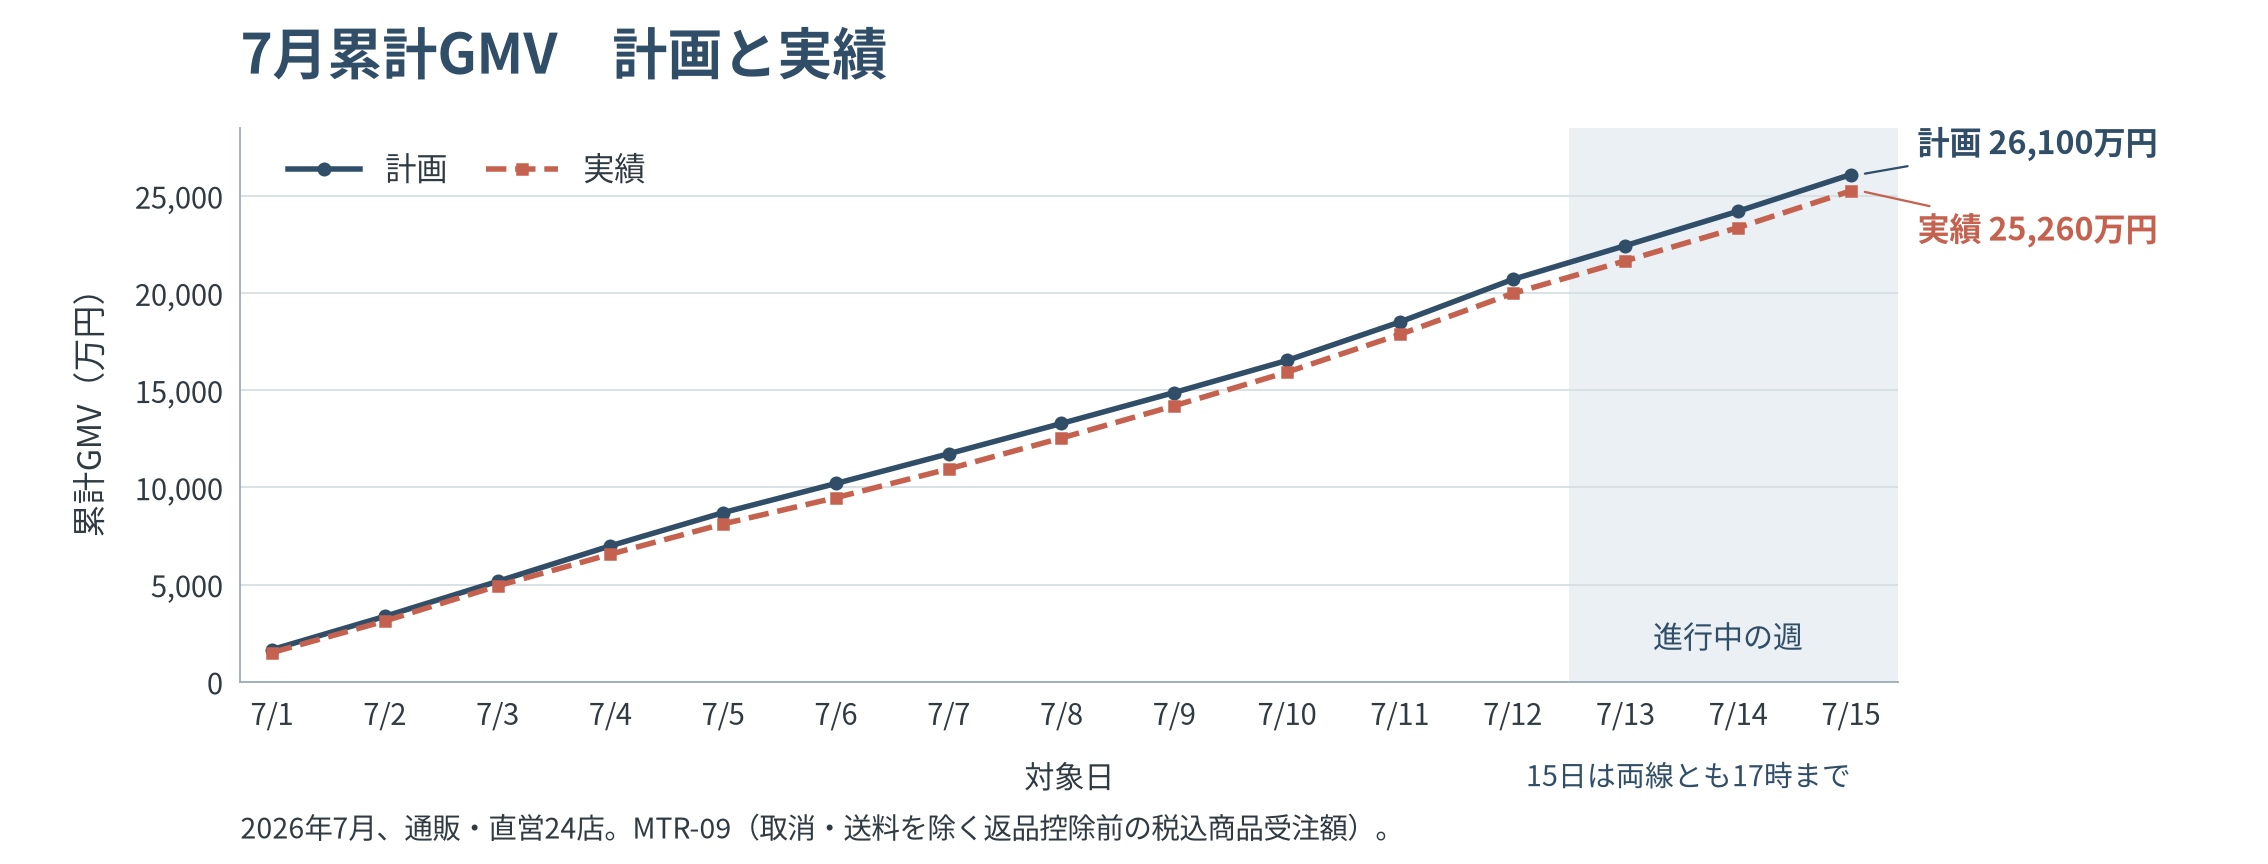 7月累計GMV　計画と実績
計画 実績
計画 26,100万円
実績 25,260万円
累計GMV（万円）
25,000
20,000
15,000
10,000
5,000
0
進行中の週
7/1 7/2 7/3 7/4 7/5 7/6 7/7 7/8 7/9 7/10 7/11 7/12 7/13 7/14 7/15
対象日
15日は両線とも17時まで
2026年7月、通販・直営24店。MTR-09（取消・送料を除く返品控除前の税込商品受注額）。